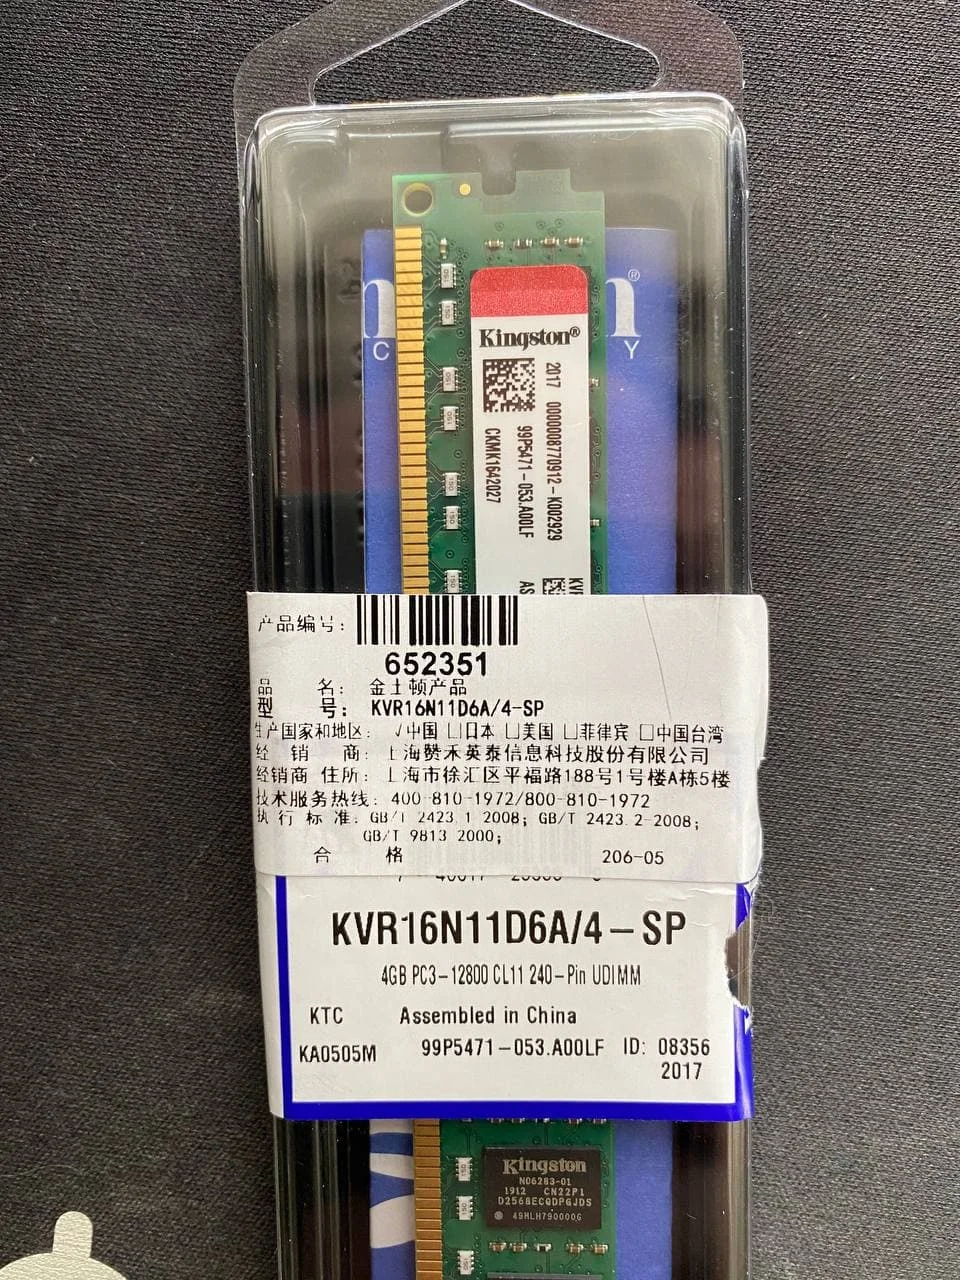 Kingston®
2017 0000008770912-K002929
99P5471-053.A00LF
CKMK1642027
产品编号:
652351
品 名: 金士顿产品
型 号: KVR16N11D6A/4-SP
生产国家和地区: √中国 □日本 □美国 □菲律宾 □中国台湾
经 销 商: 上海赞禾英泰信息科技股份有限公司
经销商 住所: 上海市徐汇区平福路188号1号楼A栋5楼
技术服务热线: 400-810-1972/800-810-1972
执 行 标 准: GB/T 2423.1-2008; GB/T 2423.2-2008;
GB/T 9813-2000;
合 格 206-05
KVR16N11D6A/4-SP
4GB PC3-12800 CL11 240-Pin UDIMM
KTC Assembled in China
KA0505M 99P5471-053.A00LF ID: 08356
2017
Kingston
N06283-01
1912 CN22P1
D2568ECQDPGJDS
49MLH790000G